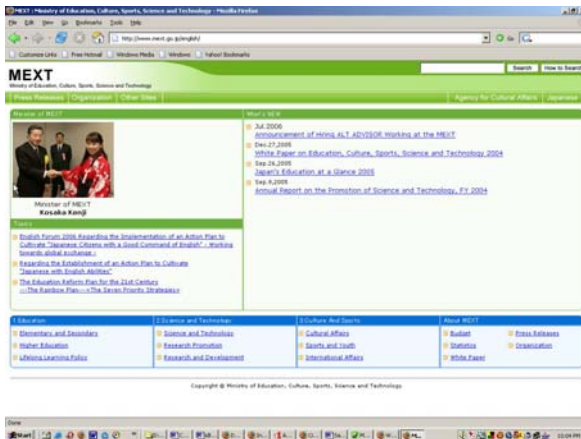 MEXT : Ministry of Education, Culture, Sports, Science and Technology - Mozilla Firefox
File Edit View Go Bookmarks Tools Help
http://www.mext.go.jp/english/
Go
Customize Links Free Hotmail Windows Media Windows Yahoo! Bookmarks
Search How to Search
MEXT
Ministry of Education, Culture, Sports, Science and Technology
Press Releases Organization Other Sites Agency for Cultural Affairs Japanese
Minister of MEXT
Minister of MEXT
Kosaka Kenji
Topics
English Forum 2006 Regarding the Implementation of an Action Plan to
Cultivate "Japanese Citizens with a Good Command of English" - Working
towards global exchange -
Regarding the Establishment of an Action Plan to Cultivate
"Japanese with English Abilities"
The Education Reform Plan for the 21st Century
---The Rainbow Plan---<The Seven Priority Strategies>
What's NEW
Jul.2006
Announcement of Hiring ALT ADVISOR Working at the MEXT
Dec.27,2005
White Paper on Education, Culture, Sports, Science and Technology 2004
Sep.26,2005
Japan's Education at a Glance 2005
Sep.9,2005
Annual Report on the Promotion of Science and Technology, FY 2004
1 Education
Elementary and Secondary
Higher Education
Lifelong Learning Policy
2 Science and Technology
Science and Technology
Research Promotion
Research and Development
3 Culture And Sports
Cultural Affairs
Sports and Youth
International Affairs
About MEXT
Budget Press Releases
Statistics Organization
White Paper
Copyright © Ministry of Education, Culture, Sports, Science and Technology
Done
Start